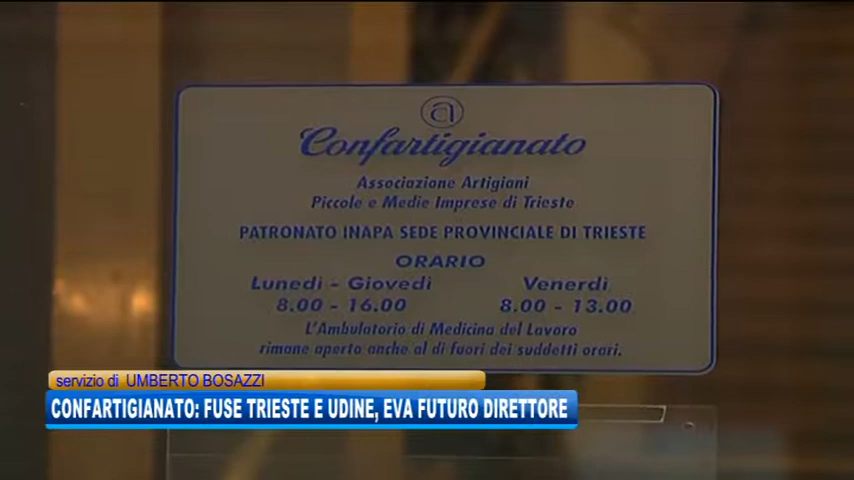 a
Confartigianato
Associazione Artigiani
Piccole e Medie Imprese di Trieste
PATRONATO INAPA SEDE PROVINCIALE DI TRIESTE
ORARIO
Lunedì - Giovedì Venerdì
8.00 - 16.00 8.00 - 13.00
L'Ambulatorio di Medicina del Lavoro
rimane aperto anche al di fuori dei suddetti orari.
servizio di UMBERTO BOSAZZI
CONFARTIGIANATO: FUSE TRIESTE E UDINE, EVA FUTURO DIRETTORE